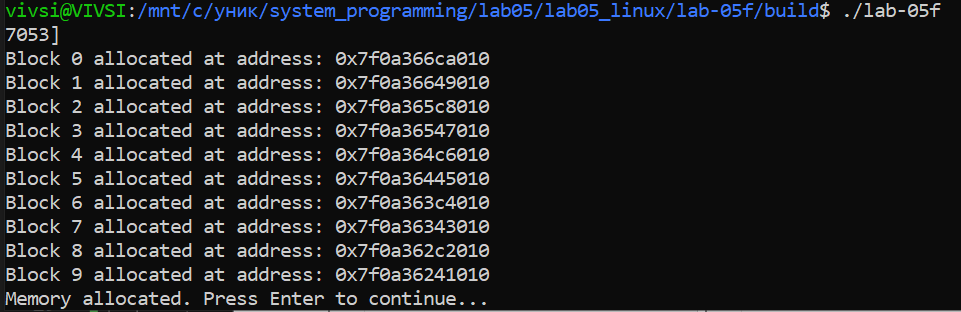 vivsi@VIVSI:/mnt/c/уник/system_programming/lab05/lab05_linux/lab-05f/build$ ./lab-05f
7053]
Block 0 allocated at address: 0x7f0a366ca010
Block 1 allocated at address: 0x7f0a36649010
Block 2 allocated at address: 0x7f0a365c8010
Block 3 allocated at address: 0x7f0a36547010
Block 4 allocated at address: 0x7f0a364c6010
Block 5 allocated at address: 0x7f0a36445010
Block 6 allocated at address: 0x7f0a363c4010
Block 7 allocated at address: 0x7f0a36343010
Block 8 allocated at address: 0x7f0a362c2010
Block 9 allocated at address: 0x7f0a36241010
Memory allocated. Press Enter to continue...